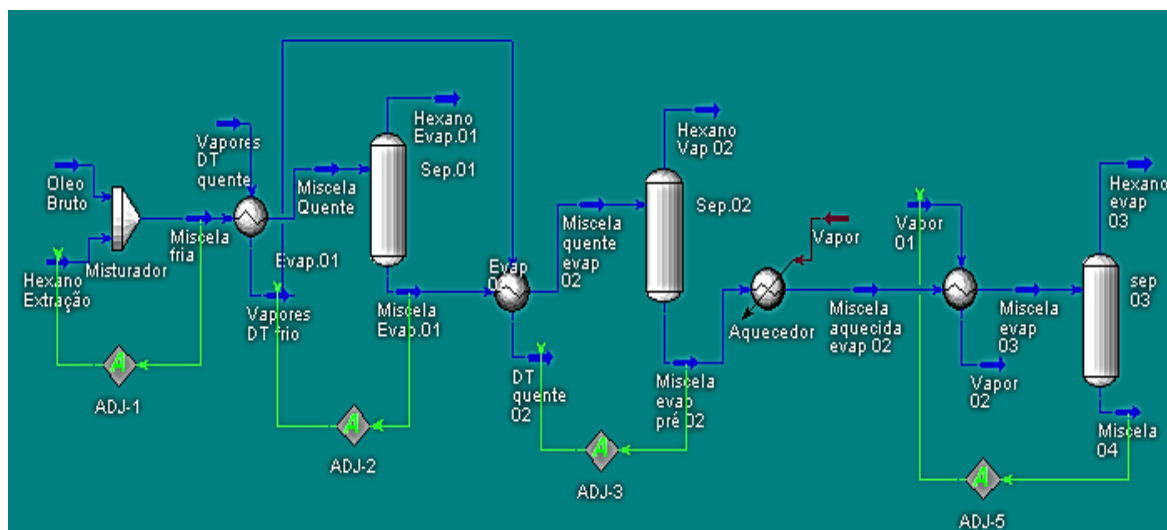 Oleo
Bruto
Hexano
Extração
Misturador
Miscela
fria
ADJ-1
Vapores
DT
quente
Evap.01
Vapores
DT frio
Miscela
Quente
Hexano
Evap.01
Sep.01
Miscela
Evap.01
ADJ-2
Evap
DT
quente
02
Miscela
quente
evap
02
Hexano
Vap 02
Sep.02
Miscela
evap
pré 02
ADJ-3
Vapor
Aquecedor
Miscela
aquecida
evap 02
Vapor
01
Vapor
02
Miscela
evap
03
Hexano
evap
03
sep
03
Miscela
04
ADJ-5